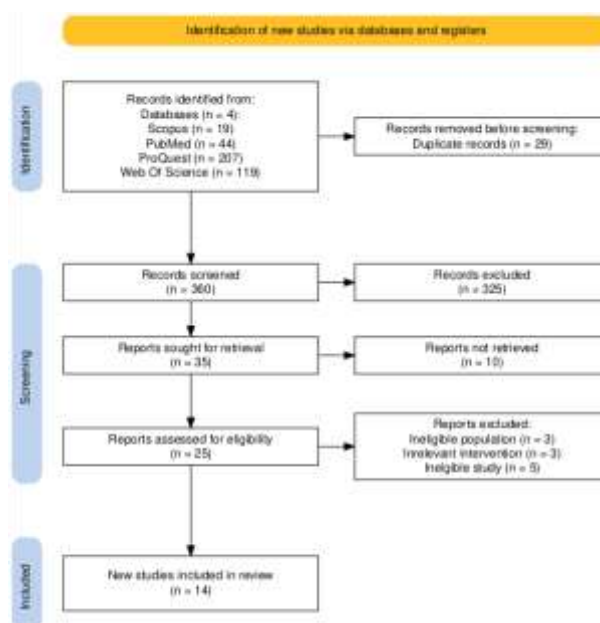 Identification of new studies via databases and registers
Identification
Records identified from:
Databases (n = 4):
Scopus (n = 19)
PubMed (n = 44)
ProQuest (n = 207)
Web Of Science (n = 119)
Records removed before screening:
Duplicate records (n = 29)
Screening
Records screened
(n = 360)
Records excluded
(n = 325)
Reports sought for retrieval
(n = 35)
Reports not retrieved
(n = 10)
Reports assessed for eligibility
(n = 25)
Reports excluded:
Ineligible population (n = 3)
Irrelevant intervention (n = 3)
Ineligible study (n = 5)
Included
New studies included in review
(n = 14)